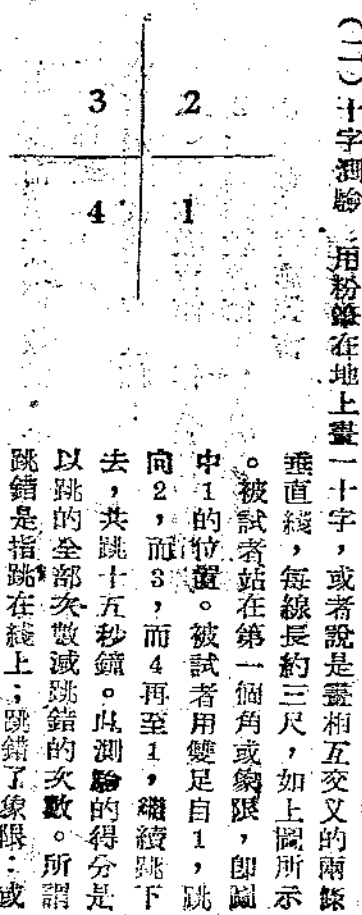 (二)十字測驗 用粉筆在地上畫一十字，或者說是畫相互交叉的兩條
垂直綫，每線長約三尺，如上圖所示
。被試者站在第一個角或象限，卽圖
中1的位置。被試者用雙足自1，跳
向2，而3，而4再至1，繼續跳下
去，共跳十五秒鐘。此測驗的得分是
以跳的全部次數減跳錯的次數。所謂
跳錯是指跳在綫上；跳錯了象限；或
3 2
4 1